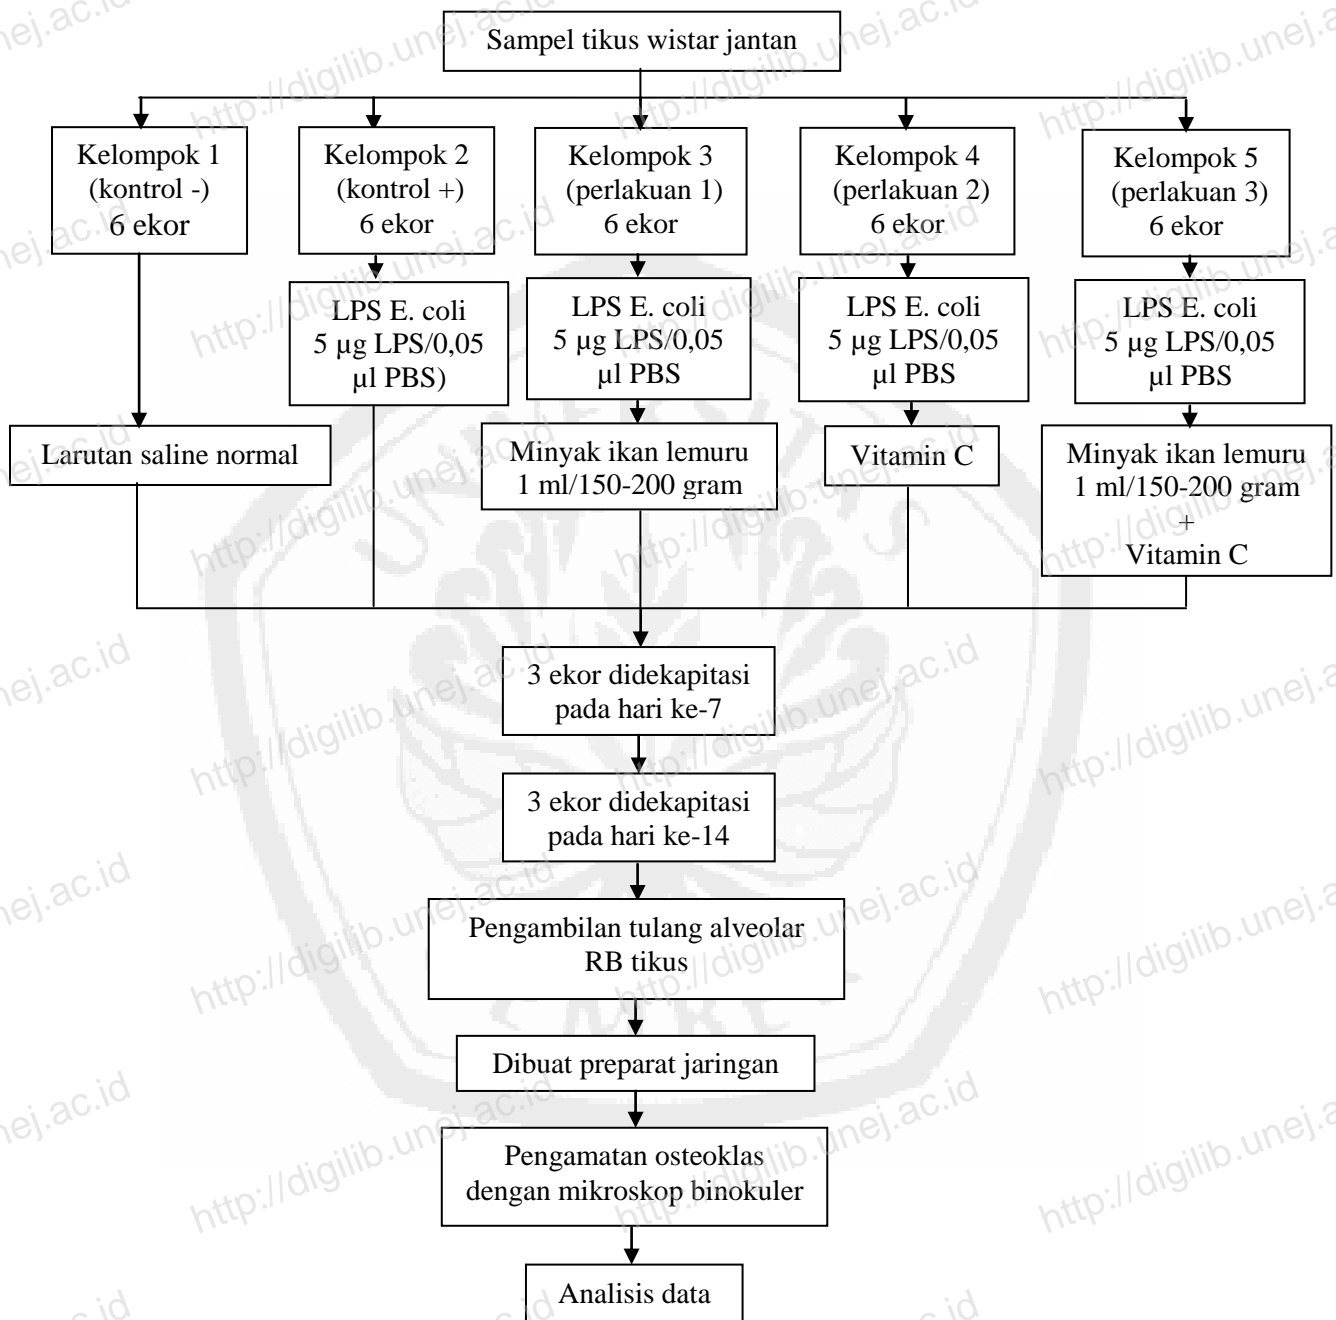 Sampel tikus wistar jantan
Kelompok 1
(kontrol -)
6 ekor
Kelompok 2
(kontrol +)
6 ekor
Kelompok 3
(perlakuan 1)
6 ekor
Kelompok 4
(perlakuan 2)
6 ekor
Kelompok 5
(perlakuan 3)
6 ekor
LPS E. coli
5 µg LPS/0,05
µl PBS)
LPS E. coli
5 µg LPS/0,05
µl PBS
LPS E. coli
5 µg LPS/0,05
µl PBS
LPS E. coli
5 µg LPS/0,05
µl PBS
Larutan saline normal
Minyak ikan lemuru
1 ml/150-200 gram
Vitamin C
Minyak ikan lemuru
1 ml/150-200 gram
+
Vitamin C
3 ekor didekapitasi
pada hari ke-7
3 ekor didekapitasi
pada hari ke-14
Pengambilan tulang alveolar
RB tikus
Dibuat preparat jaringan
Pengamatan osteoklas
dengan mikroskop binokuler
Analisis data
http://digilib.unej.ac.id